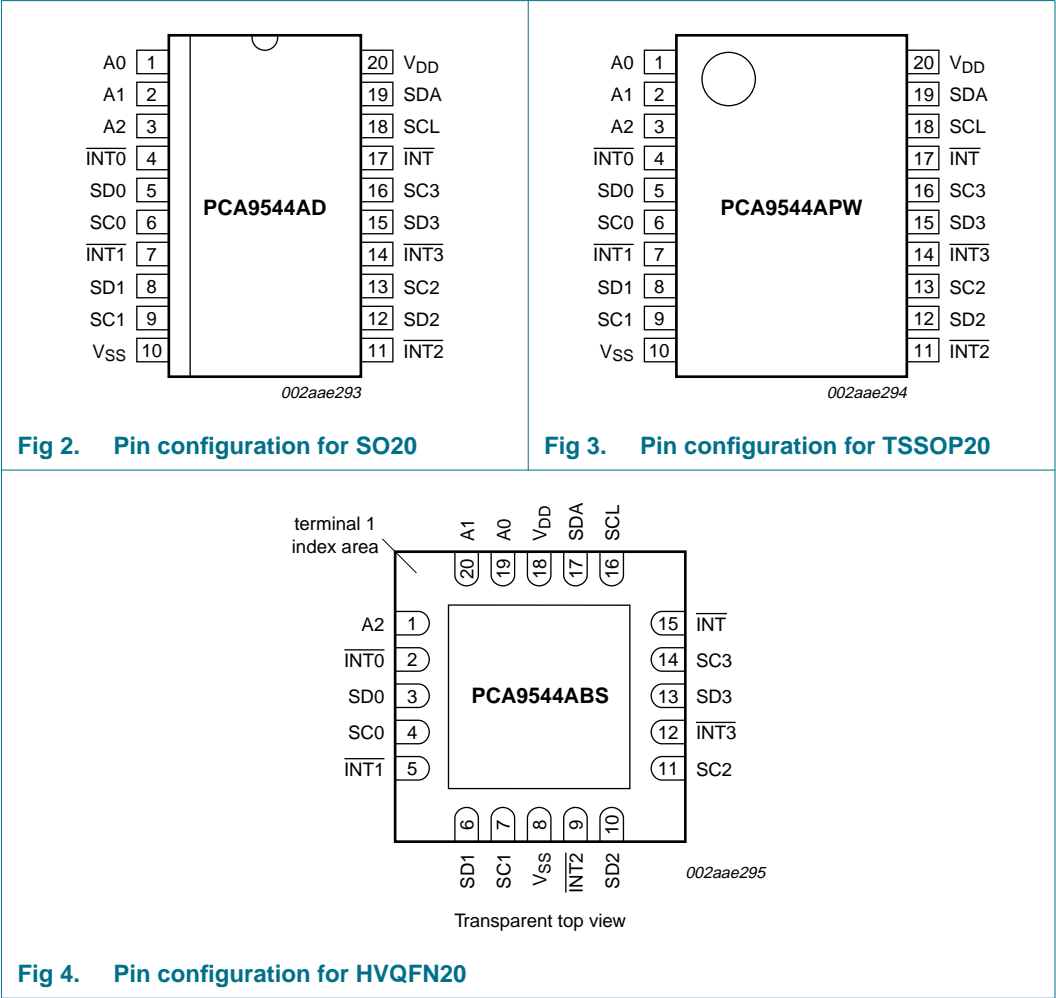 A0 1
A1 2
A2 3
INT0 4
SD0 5
SC0 6
INT1 7
SD1 8
SC1 9
VSS 10
PCA9544AD
20 VDD
19 SDA
18 SCL
17 INT
16 SC3
15 SD3
14 INT3
13 SC2
12 SD2
11 INT2
002aae293
Fig 2. Pin configuration for SO20
A0 1
A1 2
A2 3
INT0 4
SD0 5
SC0 6
INT1 7
SD1 8
SC1 9
VSS 10
PCA9544APW
20 VDD
19 SDA
18 SCL
17 INT
16 SC3
15 SD3
14 INT3
13 SC2
12 SD2
11 INT2
002aae294
Fig 3. Pin configuration for TSSOP20
terminal 1
index area
A1 A0 VDD SDA SCL
20 19 18 17 16
A2 1
INT0 2
SD0 3
SC0 4
INT1 5
PCA9544ABS
15 INT
14 SC3
13 SD3
12 INT3
11 SC2
6 7 8 9 10
SD1 SC1 VSS INT2 SD2
002aae295
Transparent top view
Fig 4. Pin configuration for HVQFN20